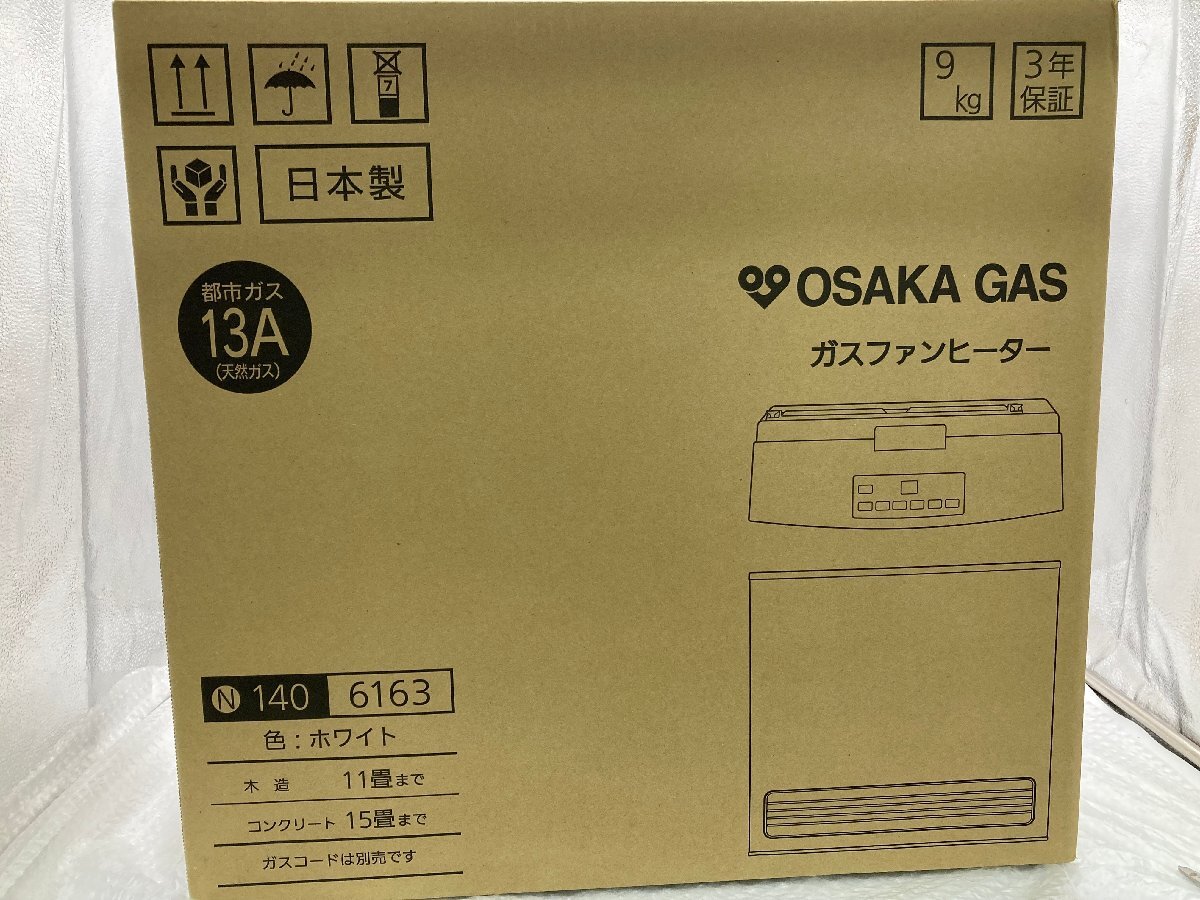 7
9
kg
3年
保証
日本製
都市ガス
13A
(天然ガス)
OSAKA GAS
ガスファンヒーター
N 140 6163
色：ホワイト
木造 11畳まで
コンクリート 15畳まで
ガスコードは別売です